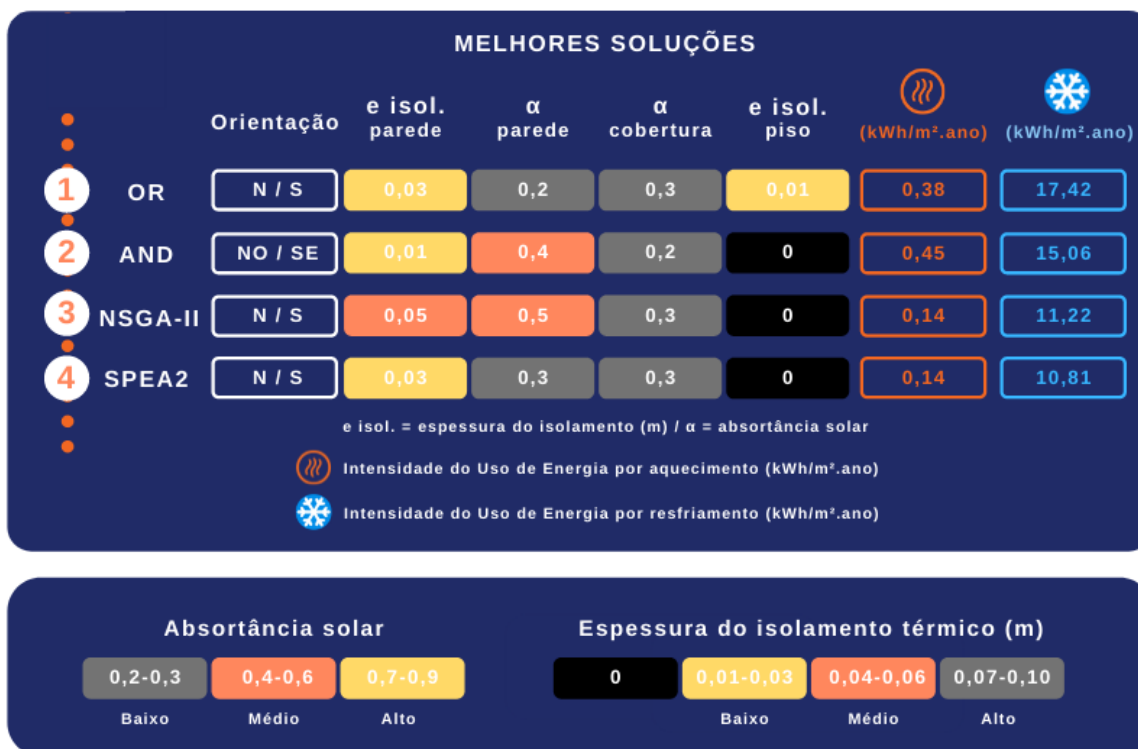 MELHORES SOLUÇÕES
Orientação e isol. parede α parede α cobertura e isol. piso (kWh/m².ano) (kWh/m².ano)
1 OR N / S 0,03 0,2 0,3 0,01 0,38 17,42
2 AND NO / SE 0,01 0,4 0,2 0 0,45 15,06
3 NSGA-II N / S 0,05 0,5 0,3 0 0,14 11,22
4 SPEA2 N / S 0,03 0,3 0,3 0 0,14 10,81
e isol. = espessura do isolamento (m) / α = absortância solar
Intensidade do Uso de Energia por aquecimento (kWh/m².ano)
Intensidade do Uso de Energia por resfriamento (kWh/m².ano)
Absortância solar
0,2-0,3 0,4-0,6 0,7-0,9
Baixo Médio Alto
Espessura do isolamento térmico (m)
0 0,01-0,03 0,04-0,06 0,07-0,10
Baixo Médio Alto